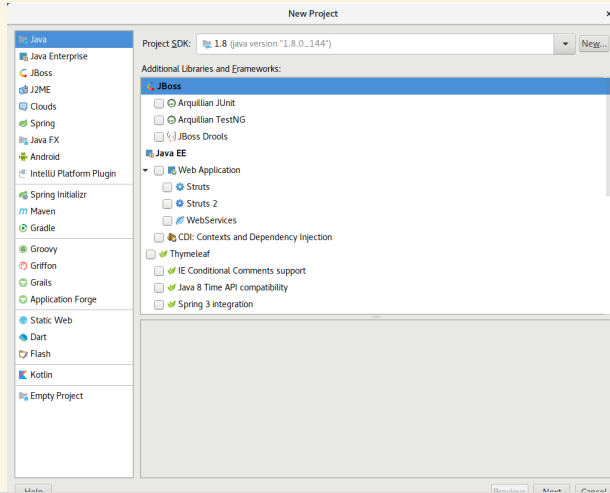 New Project
Java
Java Enterprise
JBoss
J2ME
Clouds
Spring
Java FX
Android
IntelliJ Platform Plugin
Spring Initializr
Maven
Gradle
Groovy
Griffon
Grails
Application Forge
Static Web
Dart
Flash
Kotlin
Empty Project
Project SDK: 1.8 (java version "1.8.0_144") New...
Additional Libraries and Frameworks:
JBoss
Arquillian JUnit
Arquillian TestNG
JBoss Drools
Java EE
Web Application
Struts
Struts 2
WebServices
CDI: Contexts and Dependency Injection
Thymeleaf
IE Conditional Comments support
Java 8 Time API compatibility
Spring 3 integration
Help Previous Next Cancel